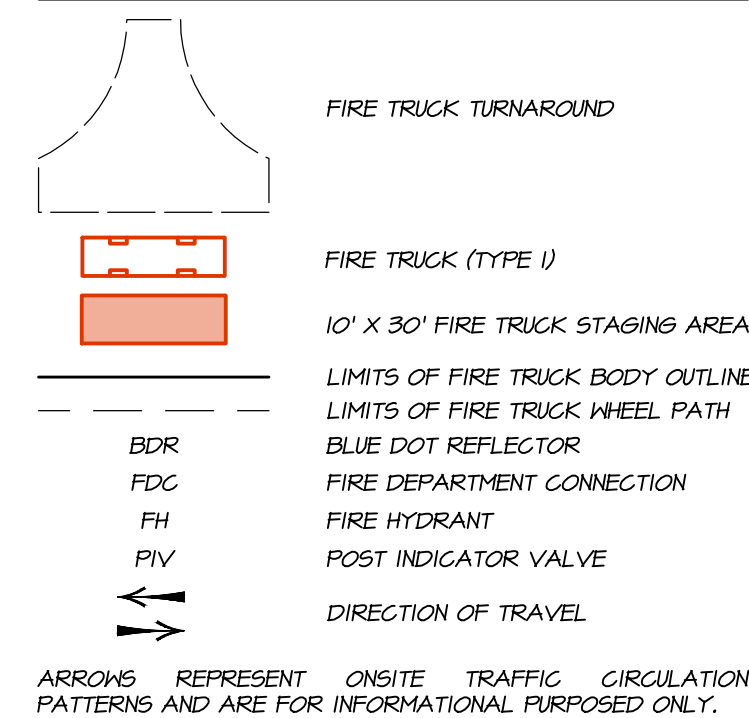 FIRE TRUCK TURNAROUND
FIRE TRUCK (TYPE I)
10' X 30' FIRE TRUCK STAGING AREA
LIMITS OF FIRE TRUCK BODY OUTLINE
LIMITS OF FIRE TRUCK WHEEL PATH
BDR BLUE DOT REFLECTOR
FDC FIRE DEPARTMENT CONNECTION
FH FIRE HYDRANT
PIV POST INDICATOR VALVE
DIRECTION OF TRAVEL
ARROWS REPRESENT ONSITE TRAFFIC CIRCULATION
PATTERNS AND ARE FOR INFORMATIONAL PURPOSED ONLY.